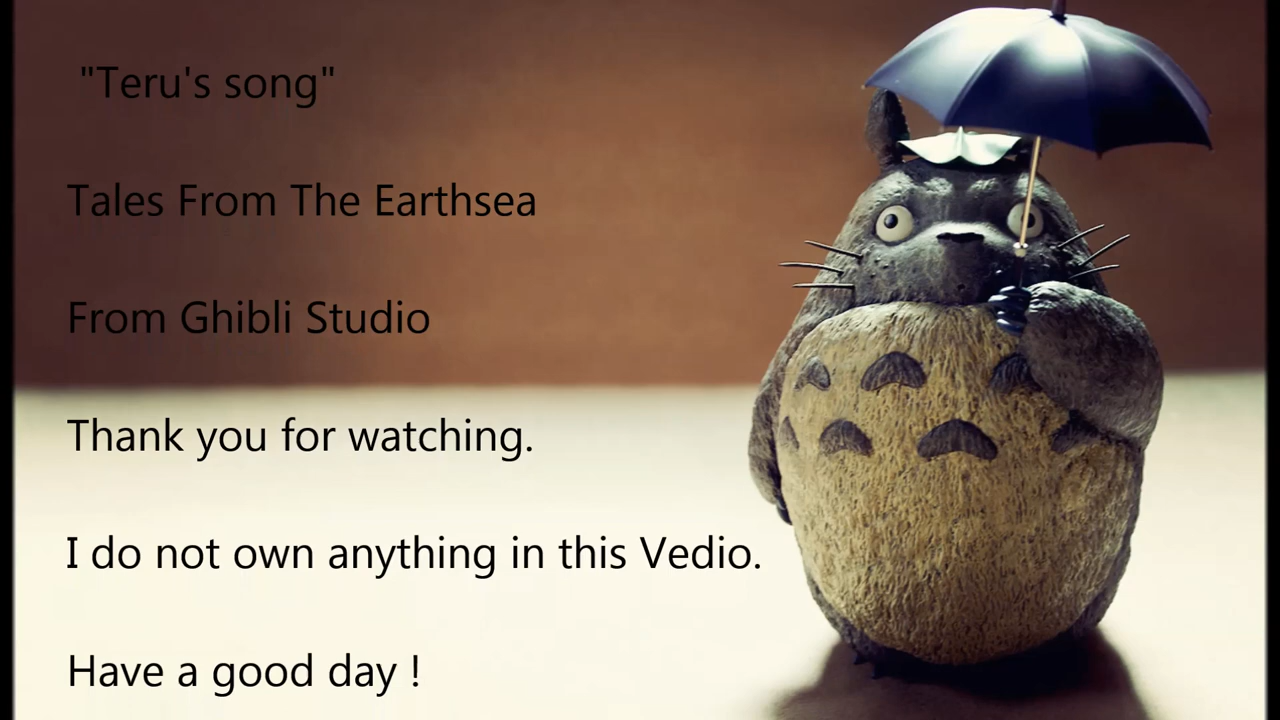 "Teru's song"
Tales From The Earthsea
From Ghibli Studio
Thank you for watching.
I do not own anything in this Vedio.
Have a good day !